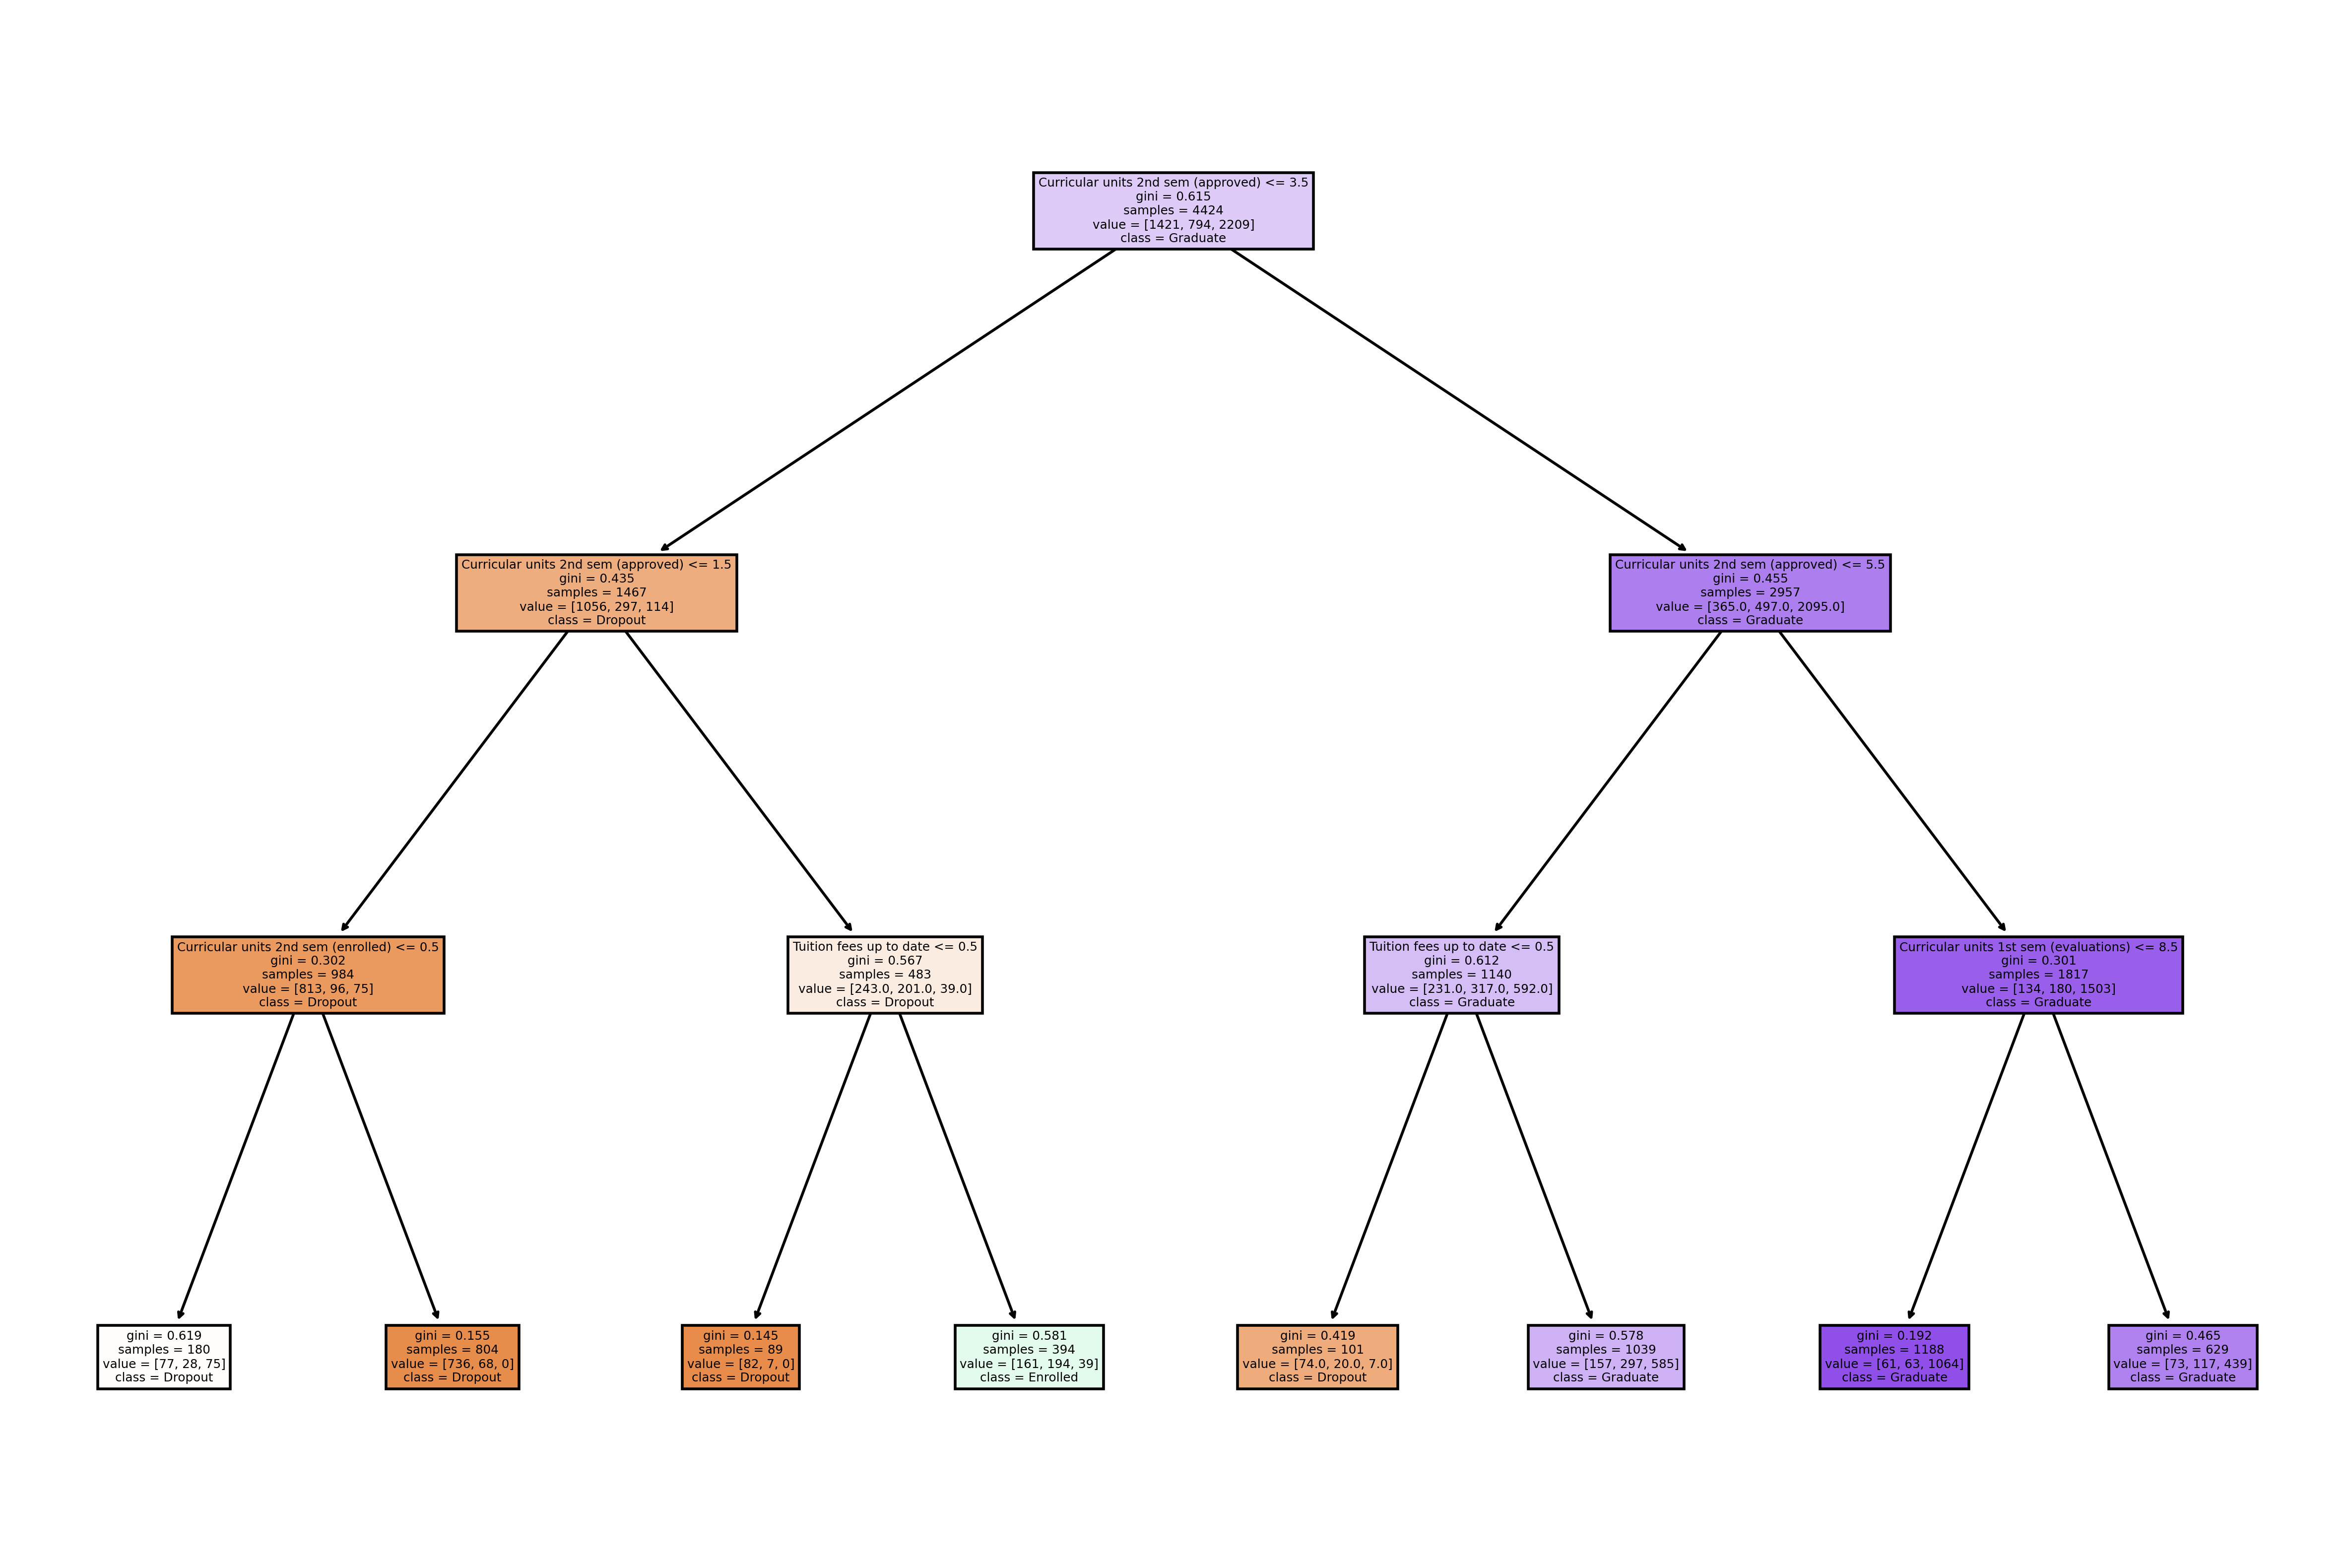 Curricular units 2nd sem (approved) <= 3.5
gini = 0.615
samples = 4424
value = [1421, 794, 2209]
class = Graduate
Curricular units 2nd sem (approved) <= 1.5
gini = 0.435
samples = 1467
value = [1056, 297, 114]
class = Dropout
Curricular units 2nd sem (approved) <= 5.5
gini = 0.455
samples = 2957
value = [365.0, 497.0, 2095.0]
class = Graduate
Curricular units 2nd sem (enrolled) <= 0.5
gini = 0.302
samples = 984
value = [813, 96, 75]
class = Dropout
Tuition fees up to date <= 0.5
gini = 0.567
samples = 483
value = [243.0, 201.0, 39.0]
class = Dropout
Tuition fees up to date <= 0.5
gini = 0.612
samples = 1140
value = [231.0, 317.0, 592.0]
class = Graduate
Curricular units 1st sem (evaluations) <= 8.5
gini = 0.301
samples = 1817
value = [134, 180, 1503]
class = Graduate
gini = 0.619
samples = 180
value = [77, 28, 75]
class = Dropout
gini = 0.155
samples = 804
value = [736, 68, 0]
class = Dropout
gini = 0.145
samples = 89
value = [82, 7, 0]
class = Dropout
gini = 0.581
samples = 394
value = [161, 194, 39]
class = Enrolled
gini = 0.419
samples = 101
value = [74.0, 20.0, 7.0]
class = Dropout
gini = 0.578
samples = 1039
value = [157, 297, 585]
class = Graduate
gini = 0.192
samples = 1188
value = [61, 63, 1064]
class = Graduate
gini = 0.465
samples = 629
value = [73, 117, 439]
class = Graduate